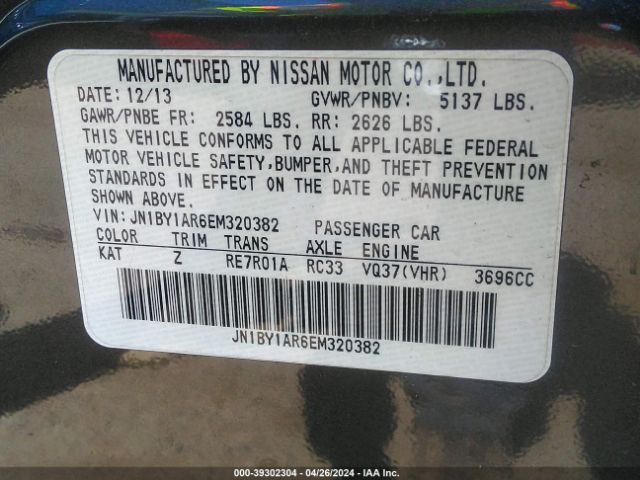 MANUFACTURED BY NISSAN MOTOR CO.,LTD.
DATE: 12/13 GVWR/PNBV: 5137 LBS.
GAWR/PNBE FR: 2584 LBS. RR: 2626 LBS.
THIS VEHICLE CONFORMS TO ALL APPLICABLE FEDERAL
MOTOR VEHICLE SAFETY,BUMPER,AND THEFT PREVENTION
STANDARDS IN EFFECT ON THE DATE OF MANUFACTURE
SHOWN ABOVE.
VIN:JN1BY1AR6EM320382 PASSENGER CAR
COLOR TRIM TRANS AXLE ENGINE
KAT Z RE7R01A RC33 VQ37(VHR) 3696CC
JN1BY1AR6EM320382
000-39302304 | 04/26/2024 | IAA Inc.